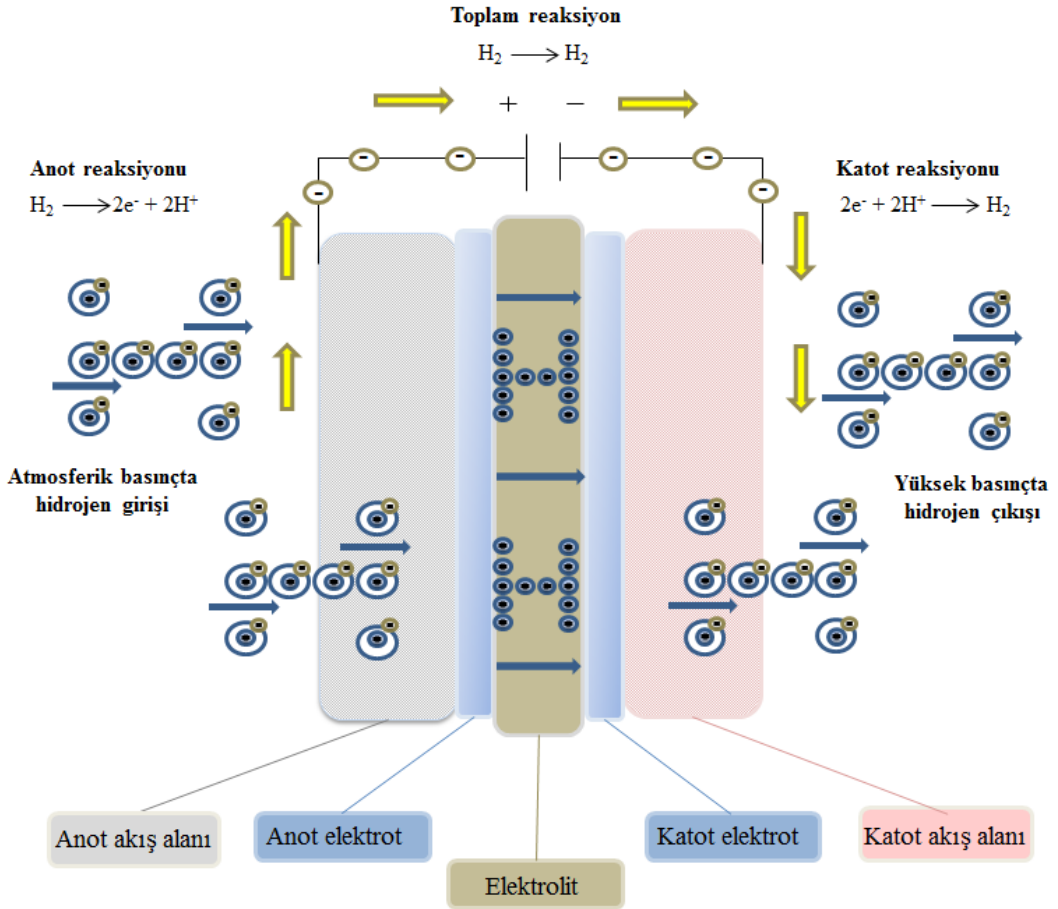 Toplam reaksiyon
H₂ ⟶ H₂
+ −
Anot reaksiyonu
H₂ ⟶ 2e⁻ + 2H⁺
Katot reaksiyonu
2e⁻ + 2H⁺ ⟶ H₂
Atmosferik basınçta
hidrojen girişi
Yüksek basınçta
hidrojen çıkışı
Anot akış alanı
Anot elektrot
Elektrolit
Katot elektrot
Katot akış alanı